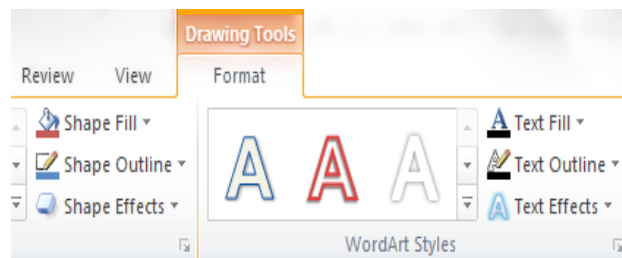 Drawing Tools
Review View Format
Shape Fill A Text Fill
Shape Outline A A A Text Outline
Shape Effects A Text Effects
WordArt Styles